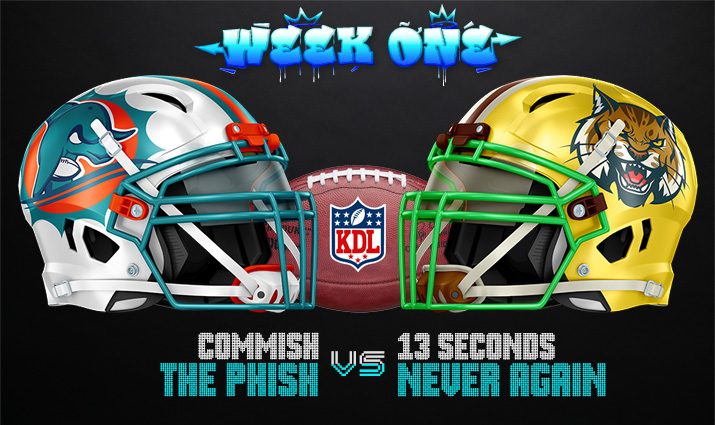 WEEK ONE
KDL
COMMISH
THE PHISH
VS
13 SECONDS
NEVER AGAIN